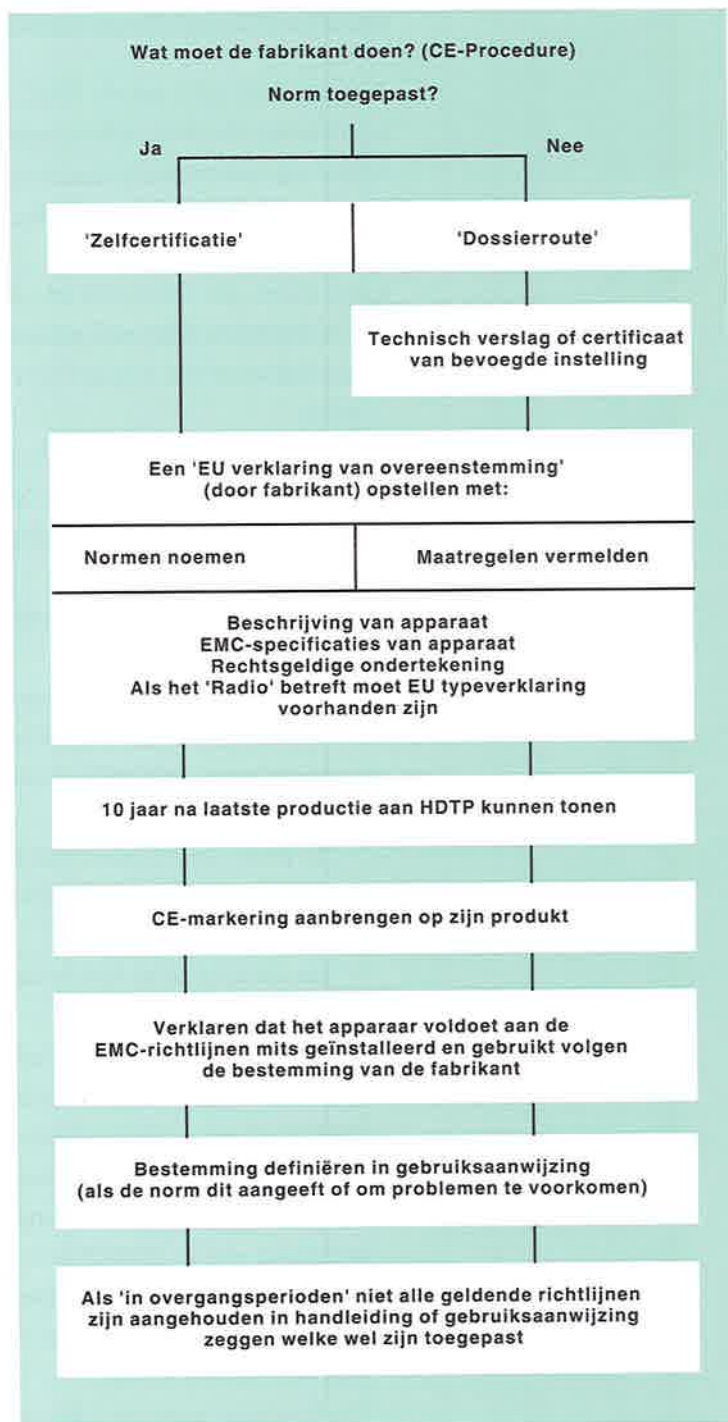 Wat moet de fabrikant doen? (CE-Procedure)
Norm toegepast?
Ja
Nee
'Zelfcertificatie'
'Dossierroute'
Technisch verslag of certificaat
van bevoegde instelling
Een 'EU verklaring van overeenstemming'
(door fabrikant) opstellen met:
Normen noemen
Maatregelen vermelden
Beschrijving van apparaat
EMC-specificaties van apparaat
Rechtsgeldige ondertekening
Als het 'Radio' betreft moet EU typeverklaring
voorhanden zijn
10 jaar na laatste productie aan HDTP kunnen tonen
CE-markering aanbrengen op zijn produkt
Verklaren dat het apparaar voldoet aan de
EMC-richtlijnen mits geïnstalleerd en gebruikt volgen
de bestemming van de fabrikant
Bestemming definiëren in gebruiksaanwijzing
(als de norm dit aangeeft of om problemen te voorkomen)
Als 'in overgangsperioden' niet alle geldende richtlijnen
zijn aangehouden in handleiding of gebruiksaanwijzing
zeggen welke wel zijn toegepast